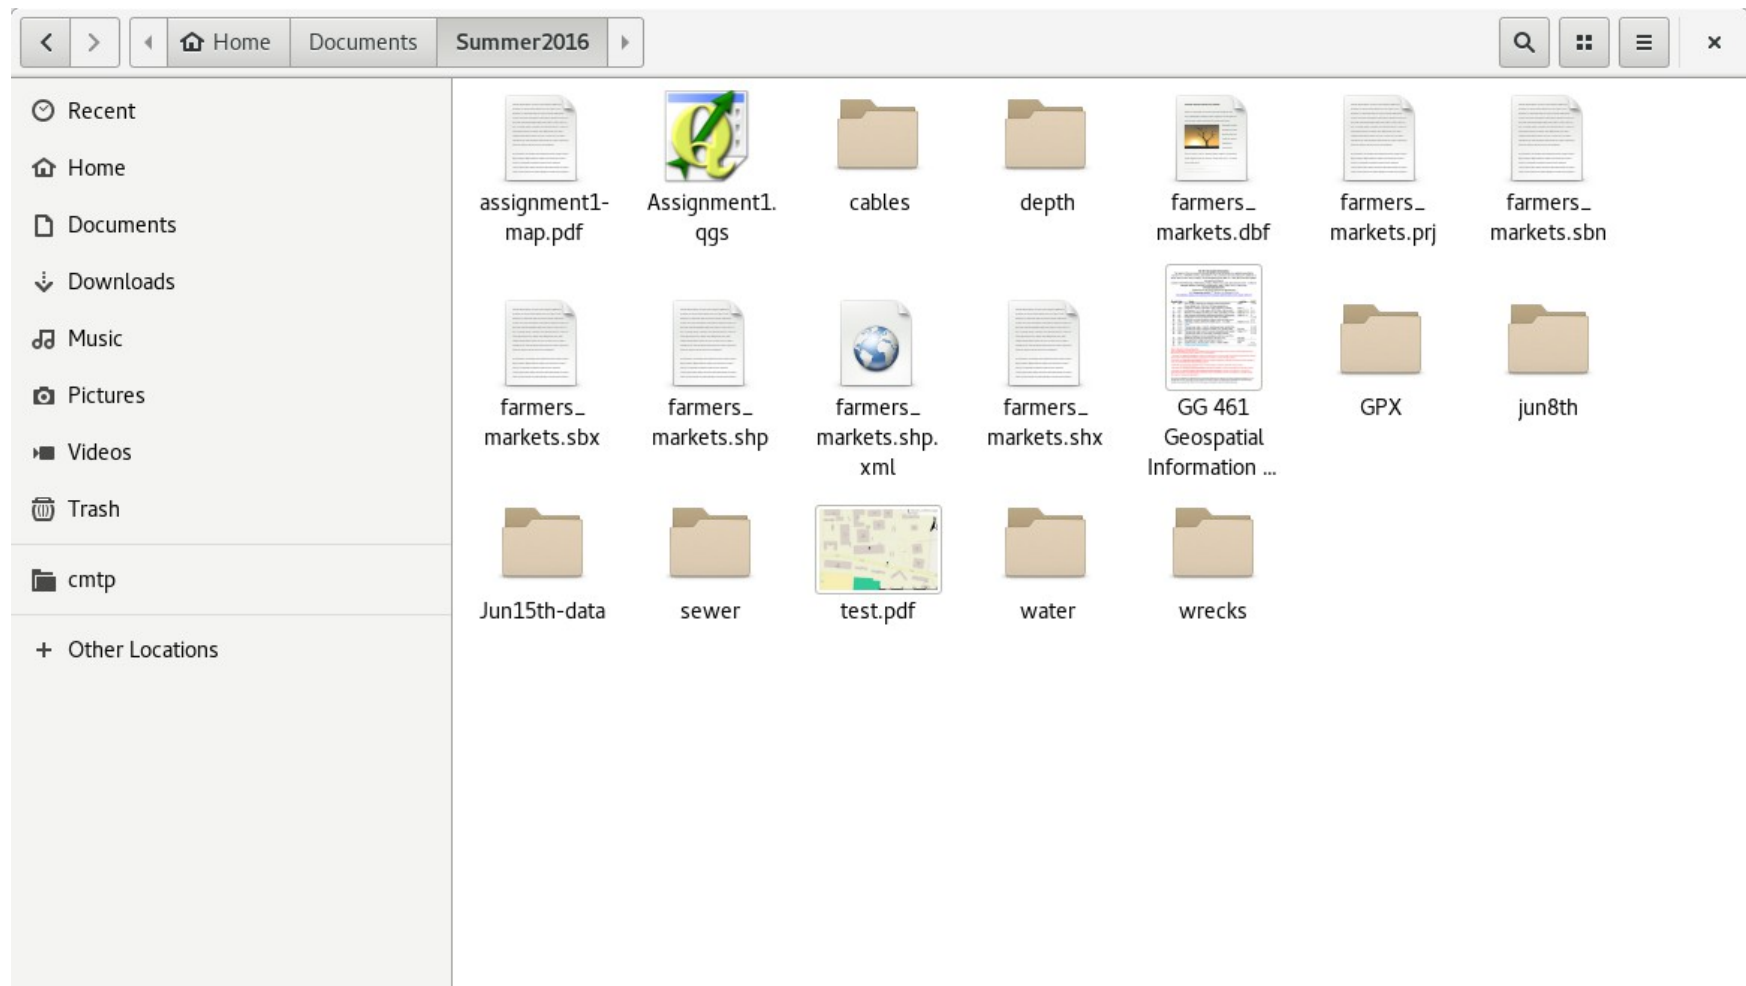 Home
Documents
Summer2016
Recent
Home
Documents
Downloads
Music
Pictures
Videos
Trash
cmtp
Other Locations
assignment1-
map.pdf
Assignment1.
qgs
cables
depth
farmers_
markets.dbf
farmers_
markets.prj
farmers_
markets.sbn
farmers_
markets.sbx
farmers_
markets.shp
farmers_
markets.shp.
xml
farmers_
markets.shx
GG 461
Geospatial
Information ...
GPX
jun8th
Jun15th-data
sewer
test.pdf
water
wrecks